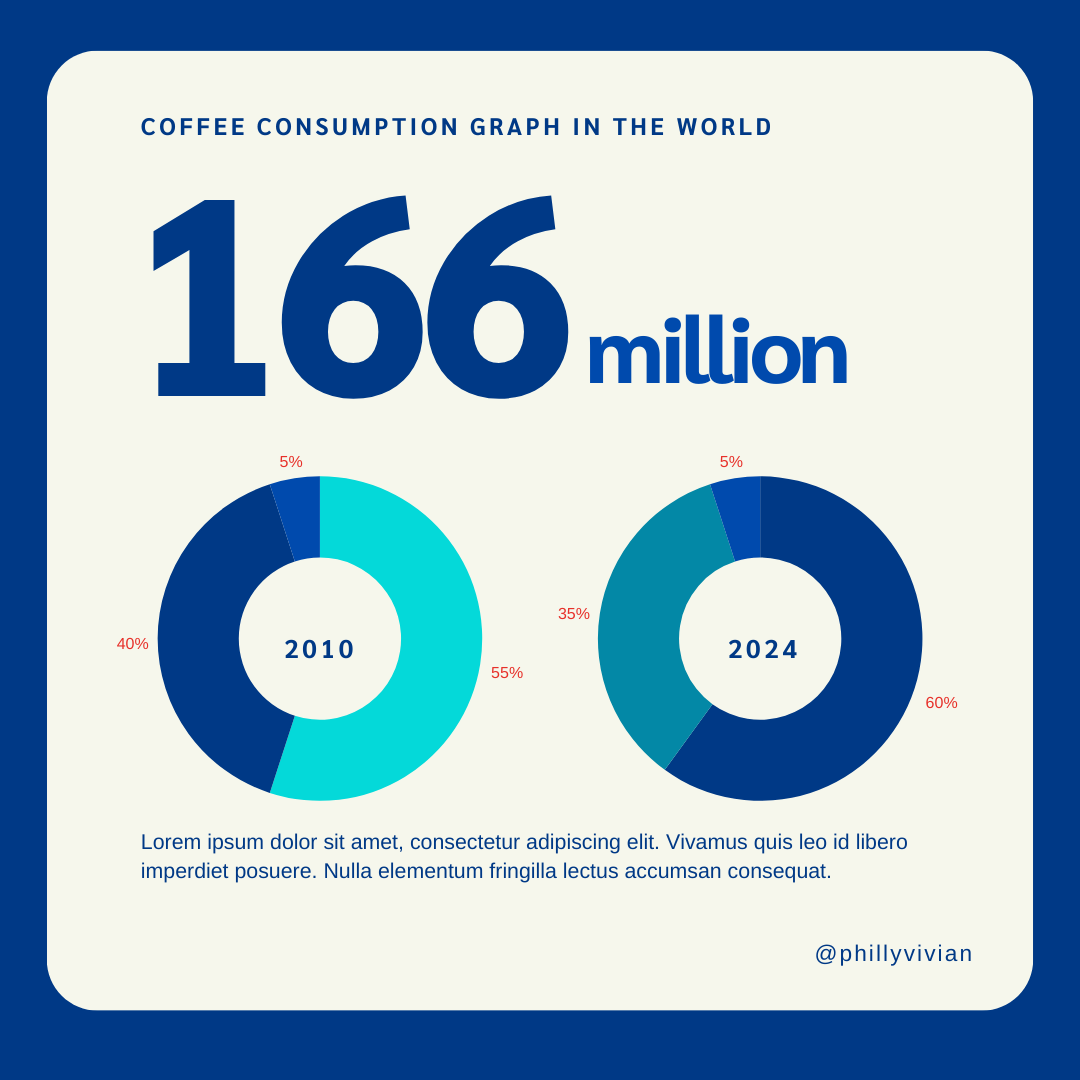 COFFEE CONSUMPTION GRAPH IN THE WORLD
166 million
5%
40%
55%
2010
5%
35%
60%
2024
Lorem ipsum dolor sit amet, consectetur adipiscing elit. Vivamus quis leo id libero
imperdiet posuere. Nulla elementum fringilla lectus accumsan consequat.
@phillyvivian